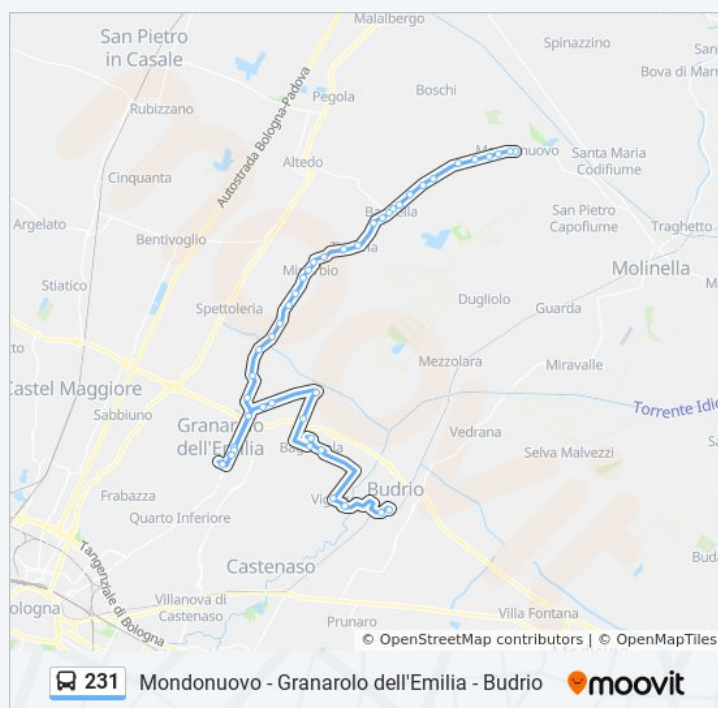 Malalbergo
San Pietro
in Casale
Spinazzino
Bova di Mar
Boschi
Pegola
Rubizzano
Autostrada Bologna-Padova
Santa Maria
Codifiume
Altedo
Cinquanta
San Pietro
Capofiume
Traghetto
Argelato
Bentivoglio
Molinella
Stiatico
Dugliolo
Guarda
Spettoleria
Mezzolara
Miravalle
Castel Maggiore
Sabbiuno
Torrente Idic
Granarolo
dell'Emilia
Vedrana
Selva Malvezzi
Frabazza
Budrio
Quarto Inferiore
Castenaso
Tangenziale di Bologna
Villanova di
Castenaso
ologna
Villa Fontana
Prunaro
© OpenStreetMap contributors | © OpenMapTiles
231 Mondonuovo - Granarolo dell'Emilia - Budrio
moovit